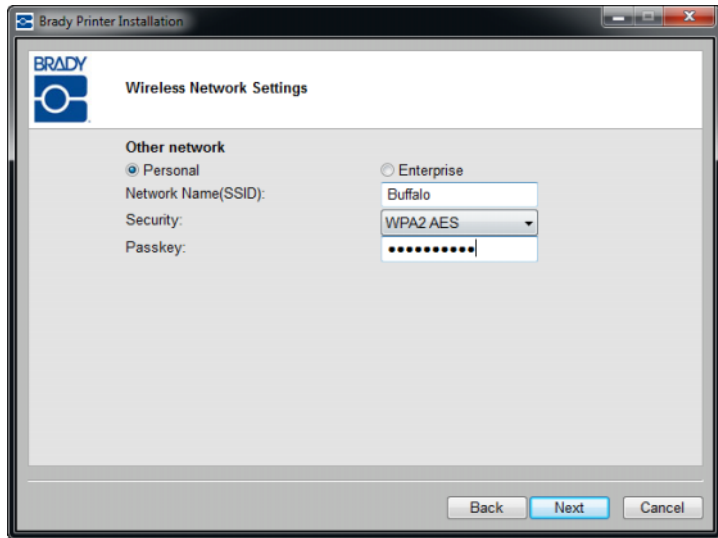 Brady Printer Installation
BRADY
Wireless Network Settings
Other network
Personal
Enterprise
Network Name(SSID):
Buffalo
Security:
WPA2 AES
Passkey:
••••••••••
Back
Next
Cancel